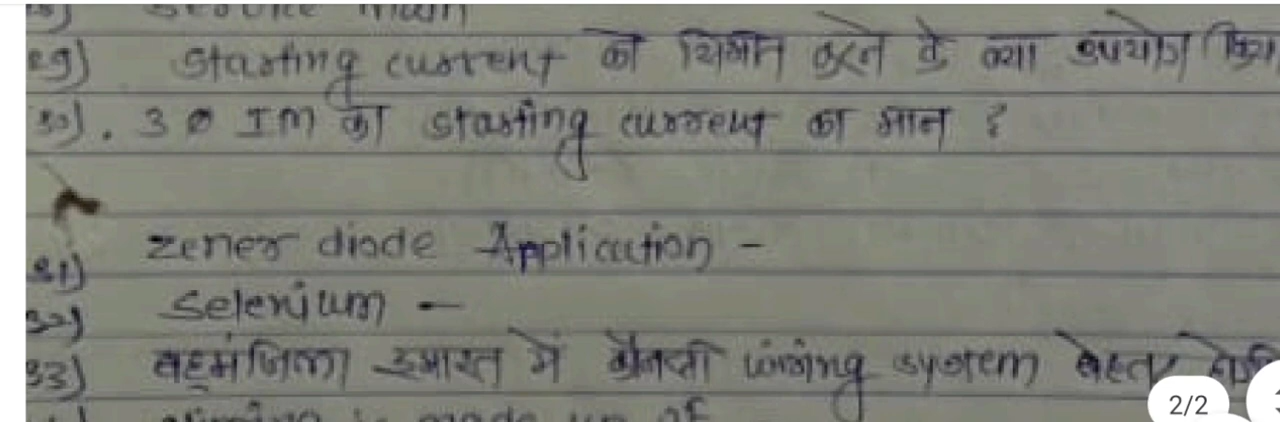 29) Starting current को सिमित करने के क्या उपयोग किया
30). 3 Ø IM का starting current का मान ?
31) Zener diode Application -
32) Selenium -
33) बहुमंजिला इमारत में कौनसी wiring system बेहतर
2/2